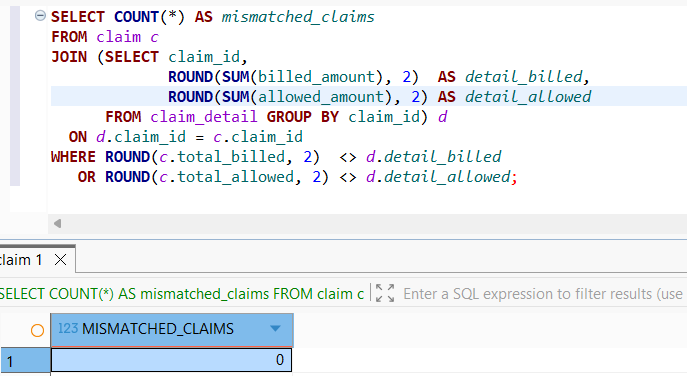 SELECT COUNT(*) AS mismatched_claims
FROM claim c
JOIN (SELECT claim_id,
ROUND(SUM(billed_amount), 2)  AS detail_billed,
ROUND(SUM(allowed_amount), 2) AS detail_allowed
FROM claim_detail GROUP BY claim_id) d
ON d.claim_id = c.claim_id
WHERE ROUND(c.total_billed, 2)  <> d.detail_billed
OR ROUND(c.total_allowed, 2) <> d.detail_allowed;
claim 1
SELECT COUNT(*) AS mismatched_claims FROM claim c Enter a SQL expression to filter results (use
123 MISMATCHED_CLAIMS
1 0